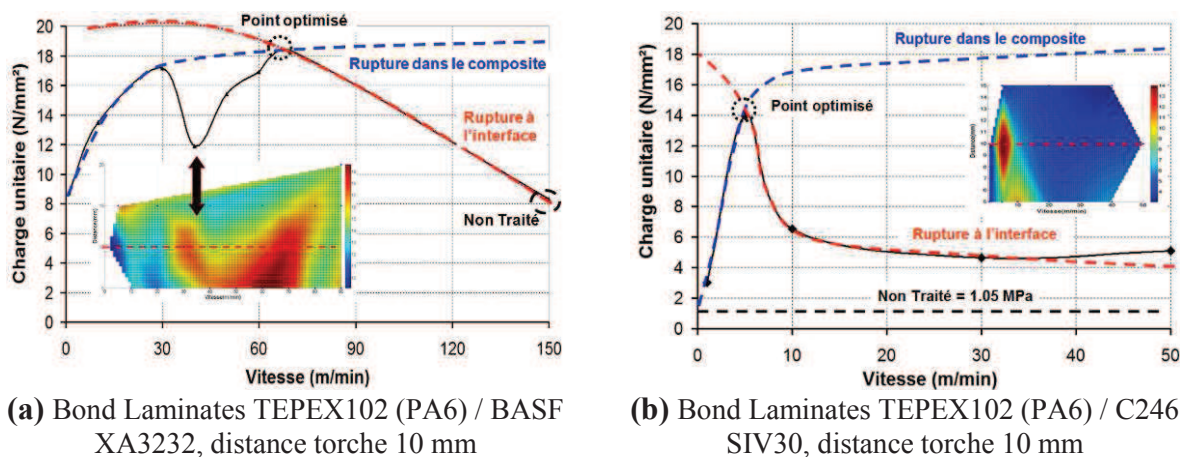 Charge unitaire (N/mm²)
20
18
16
14
12
10
8
6
4
2
0
Point optimisé
Rupture dans le composite
Rupture à
l'interface
Non Traité
0 30 60 90 120 150
Vitesse (m/min)
(a) Bond Laminates TEPEX102 (PA6) / BASF
XA3232, distance torche 10 mm
Charge unitaire (N/mm²)
20
18
16
14
12
10
8
6
4
2
0
Rupture dans le composite
Point optimisé
Vitesse(m/min)
Rupture à l'interface
Non Traité = 1.05 MPa
0 10 20 30 40 50
Vitesse (m/min)
(b) Bond Laminates TEPEX102 (PA6) / C246
SIV30, distance torche 10 mm